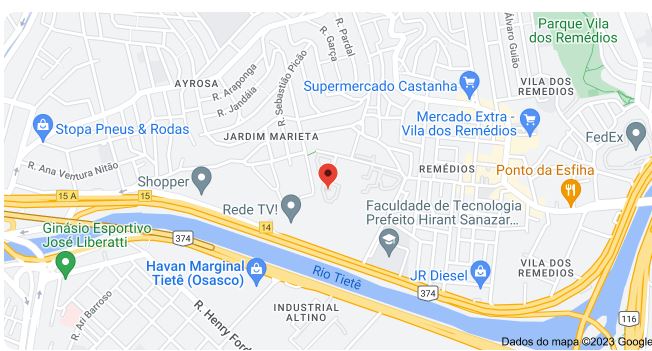 Parque Vila
dos Remédios
Álvaro Guião
R. Pardal
R. Garça
R. Sebastião Picão
R. Araponga
R. Jandáia
AYROSA
Supermercado Castanha
VILA DOS
REMEDIOS
Mercado Extra -
Vila dos Remédios
Stopa Pneus & Rodas
JARDIM MARIETA
FedEx
R. Ana Ventura Nitão
REMÉDIOS
Ponto da Esfiha
Shopper
15 A
15
Rede TV!
Faculdade de Tecnologia
Prefeito Hirant Sanazar...
14
Ginásio Esportivo
José Liberatti
374
Havan Marginal
Tietê (Osasco)
Rio Tietê
JR Diesel
VILA DOS
REMEDIOS
374
R. Ari Barroso
R. Henry Ford
INDUSTRIAL
ALTINO
116
Dados do mapa ©2023 Google